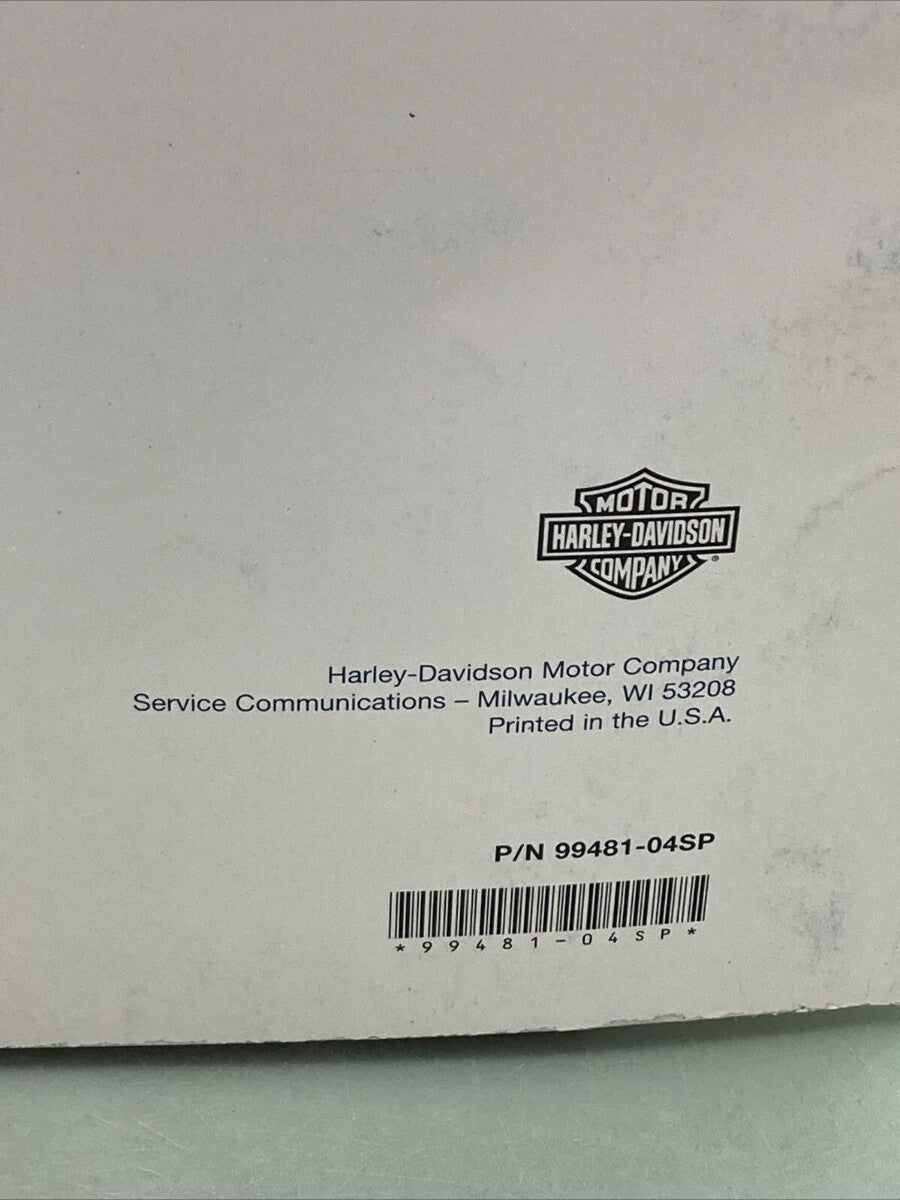 MOTOR
HARLEY-DAVIDSON
COMPANY
®
Harley-Davidson Motor Company
Service Communications – Milwaukee, WI 53208
Printed in the U.S.A.
P/N 99481-04SP
*99481-04SP*